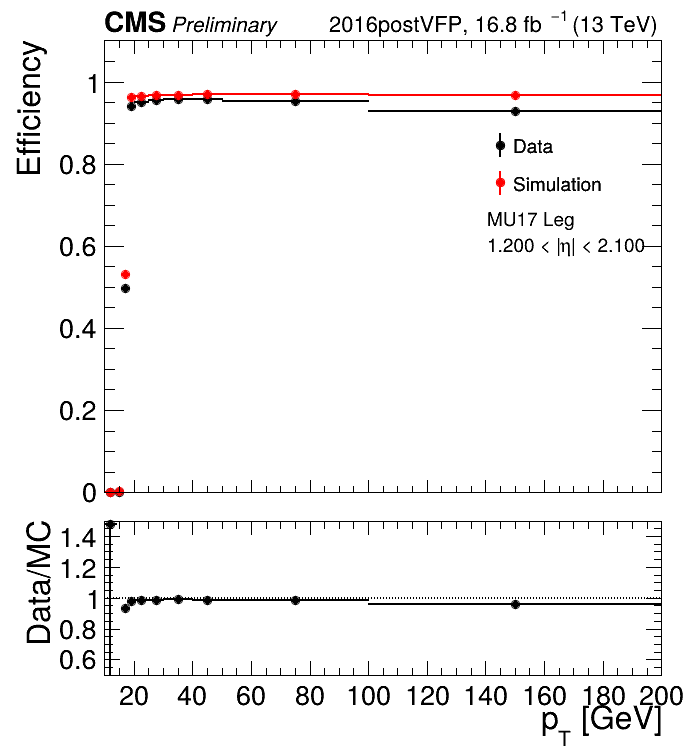 CMS Preliminary 2016postVFP, 16.8 fb⁻¹ (13 TeV)
Efficiency
1
0.8
0.6
0.4
0.2
0
Data
Simulation
MU17 Leg
1.200 < |η| < 2.100
Data/MC
1.4
1.2
1
0.8
0.6
20 40 60 80 100 120 140 160 180 200
p_T [GeV]